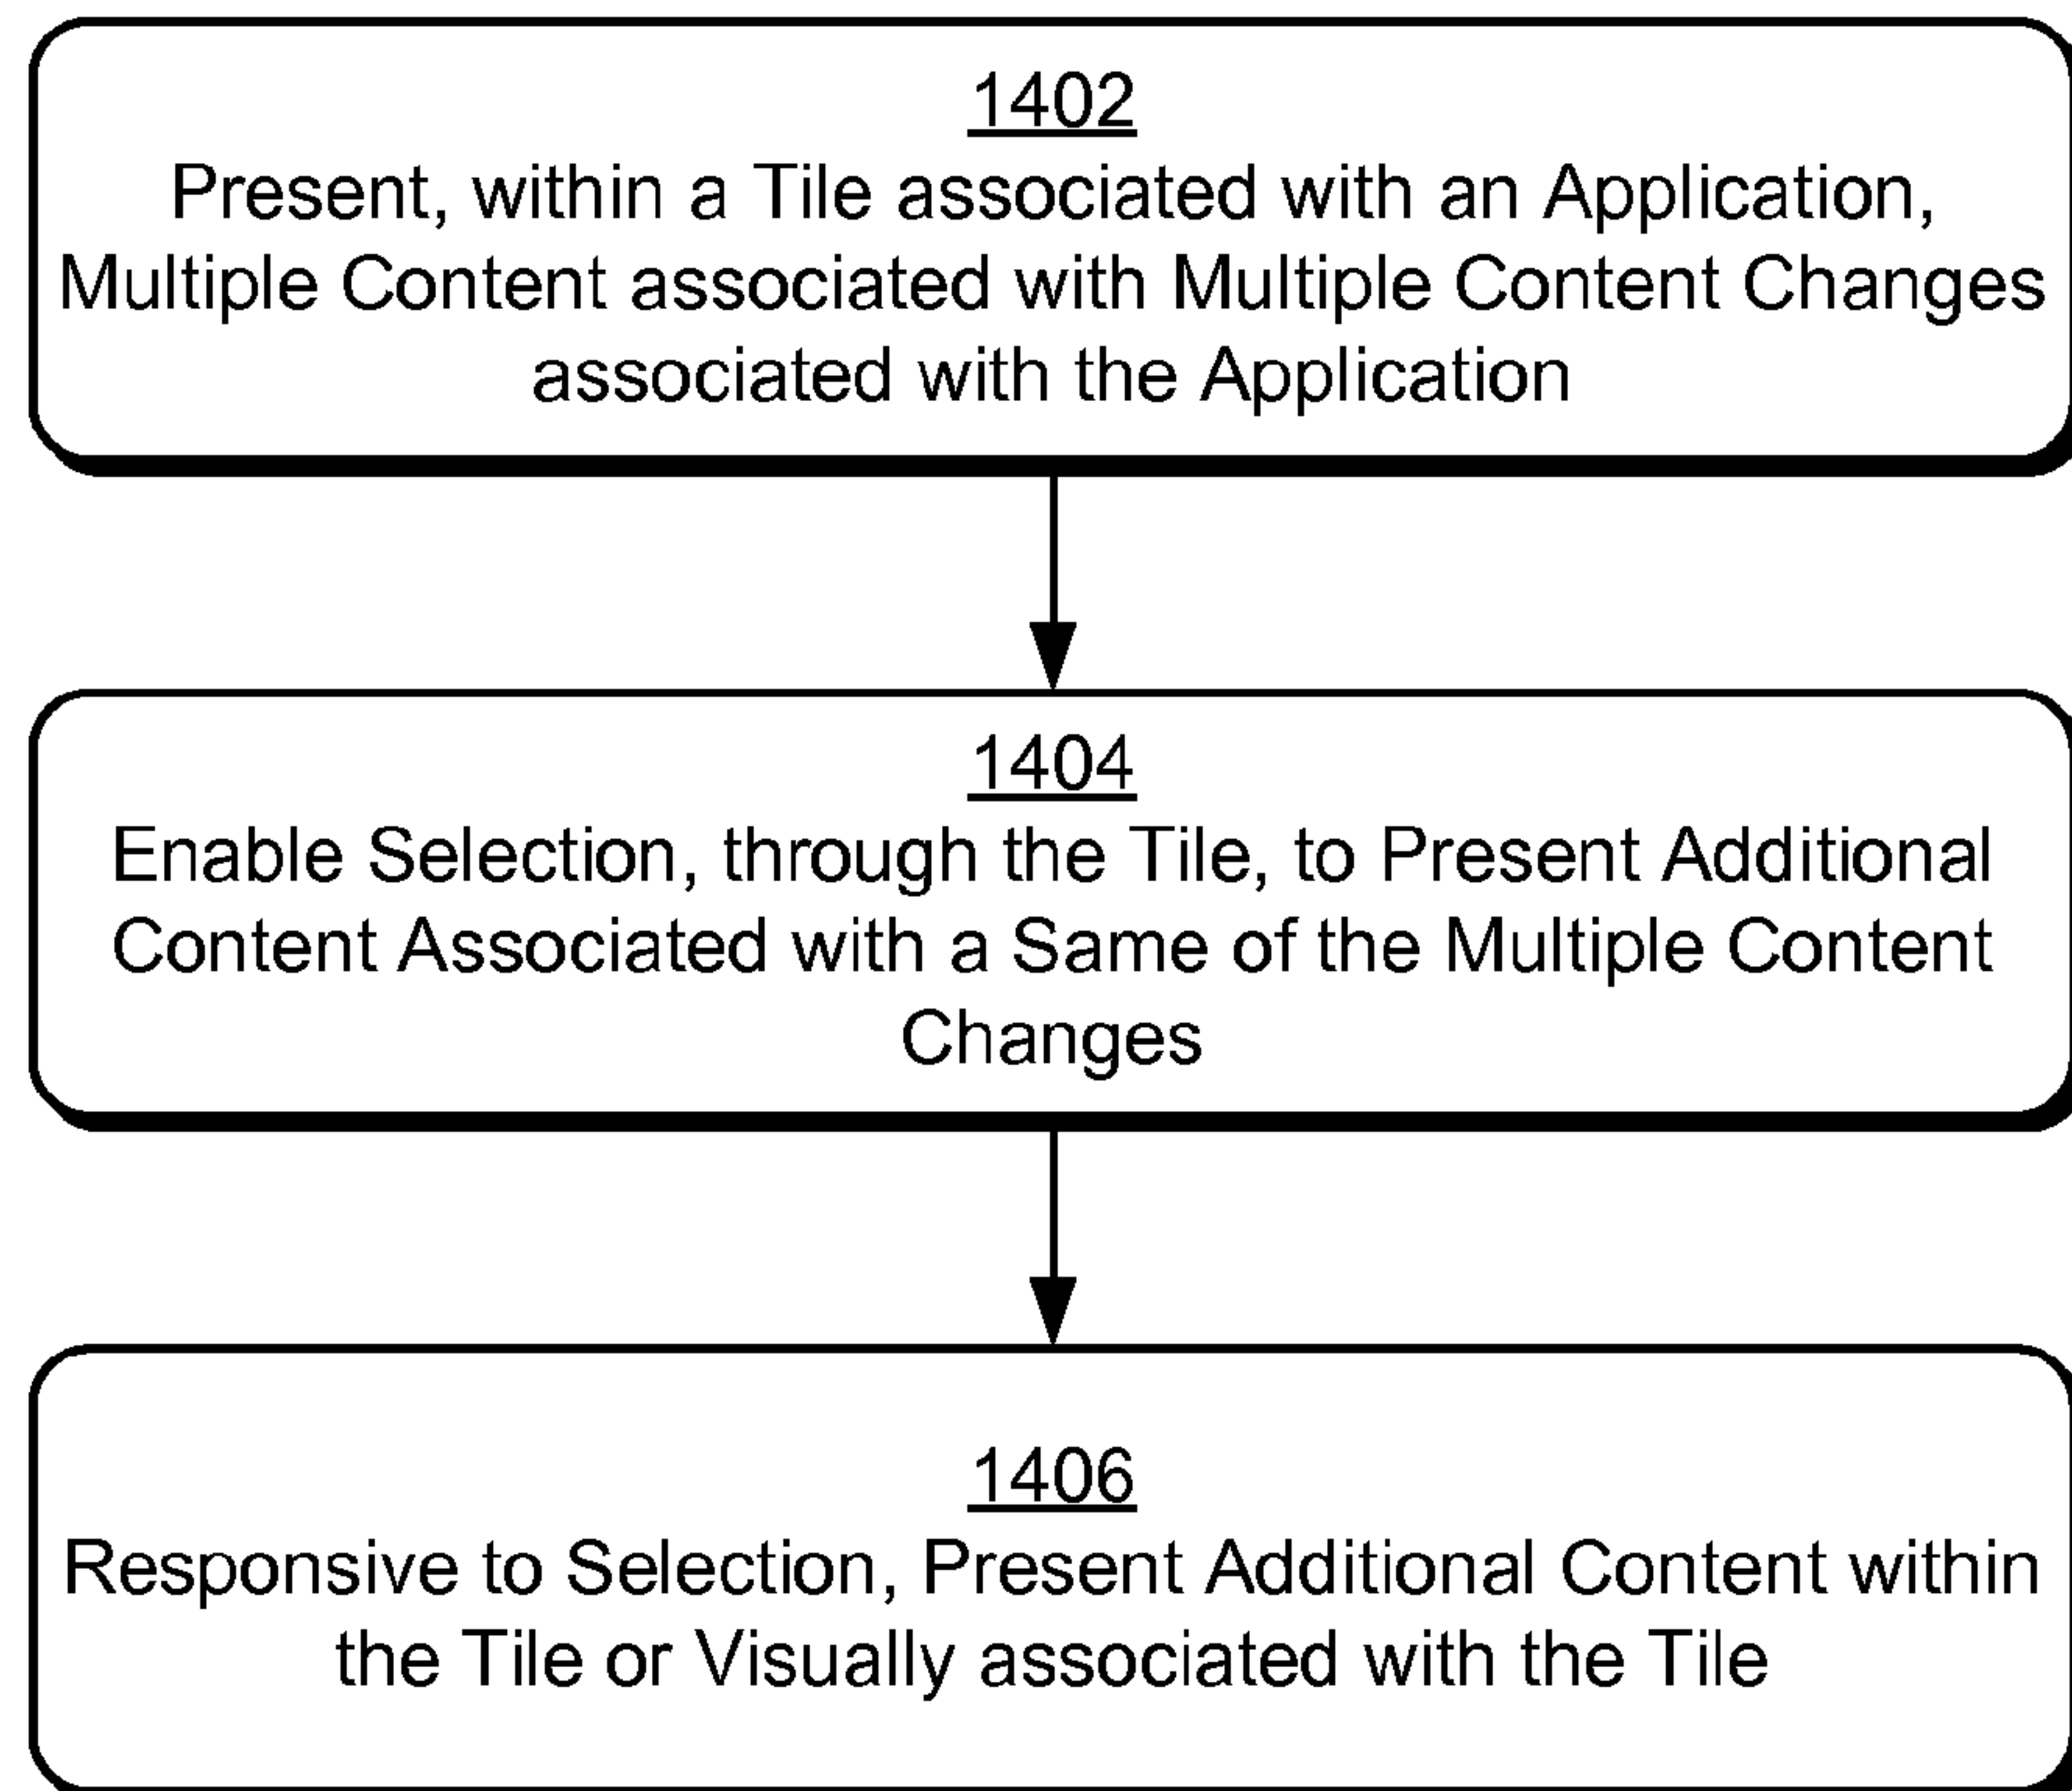 1402
Present, within a Tile associated with an Application,
Multiple Content associated with Multiple Content Changes
associated with the Application
1404
Enable Selection, through the Tile, to Present Additional
Content Associated with a Same of the Multiple Content
Changes
1406
Responsive to Selection, Present Additional Content within
the Tile or Visually associated with the Tile